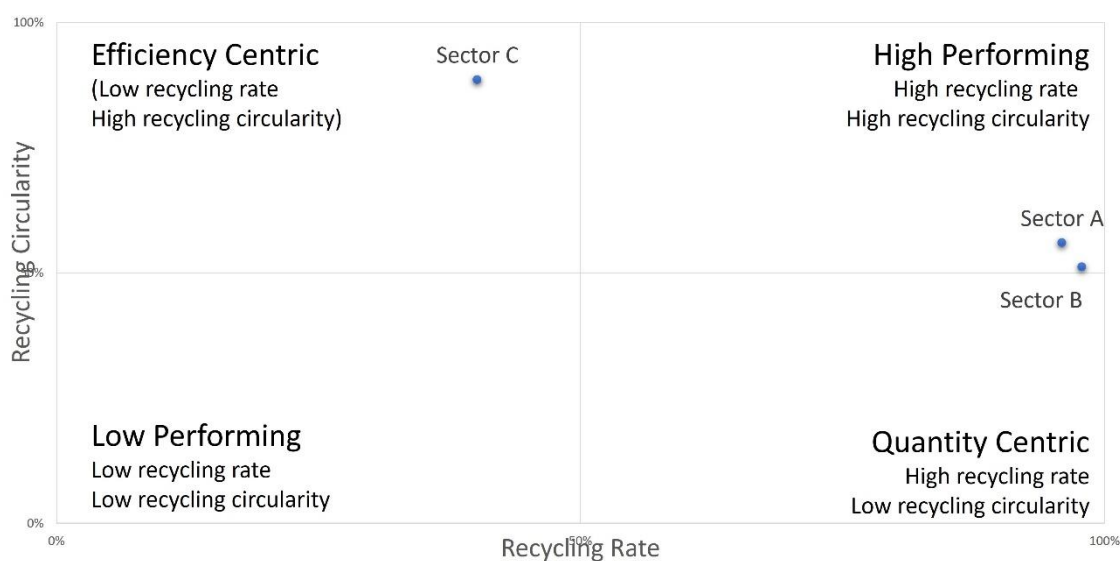 100%
Efficiency Centric
(Low recycling rate
High recycling circularity)
Sector C
High Performing
High recycling rate
High recycling circularity
Recycling Circularity
Sector A
Sector B
Low Performing
Low recycling rate
Low recycling circularity
Quantity Centric
High recycling rate
Low recycling circularity
0%
0%
50%
100%
Recycling Rate